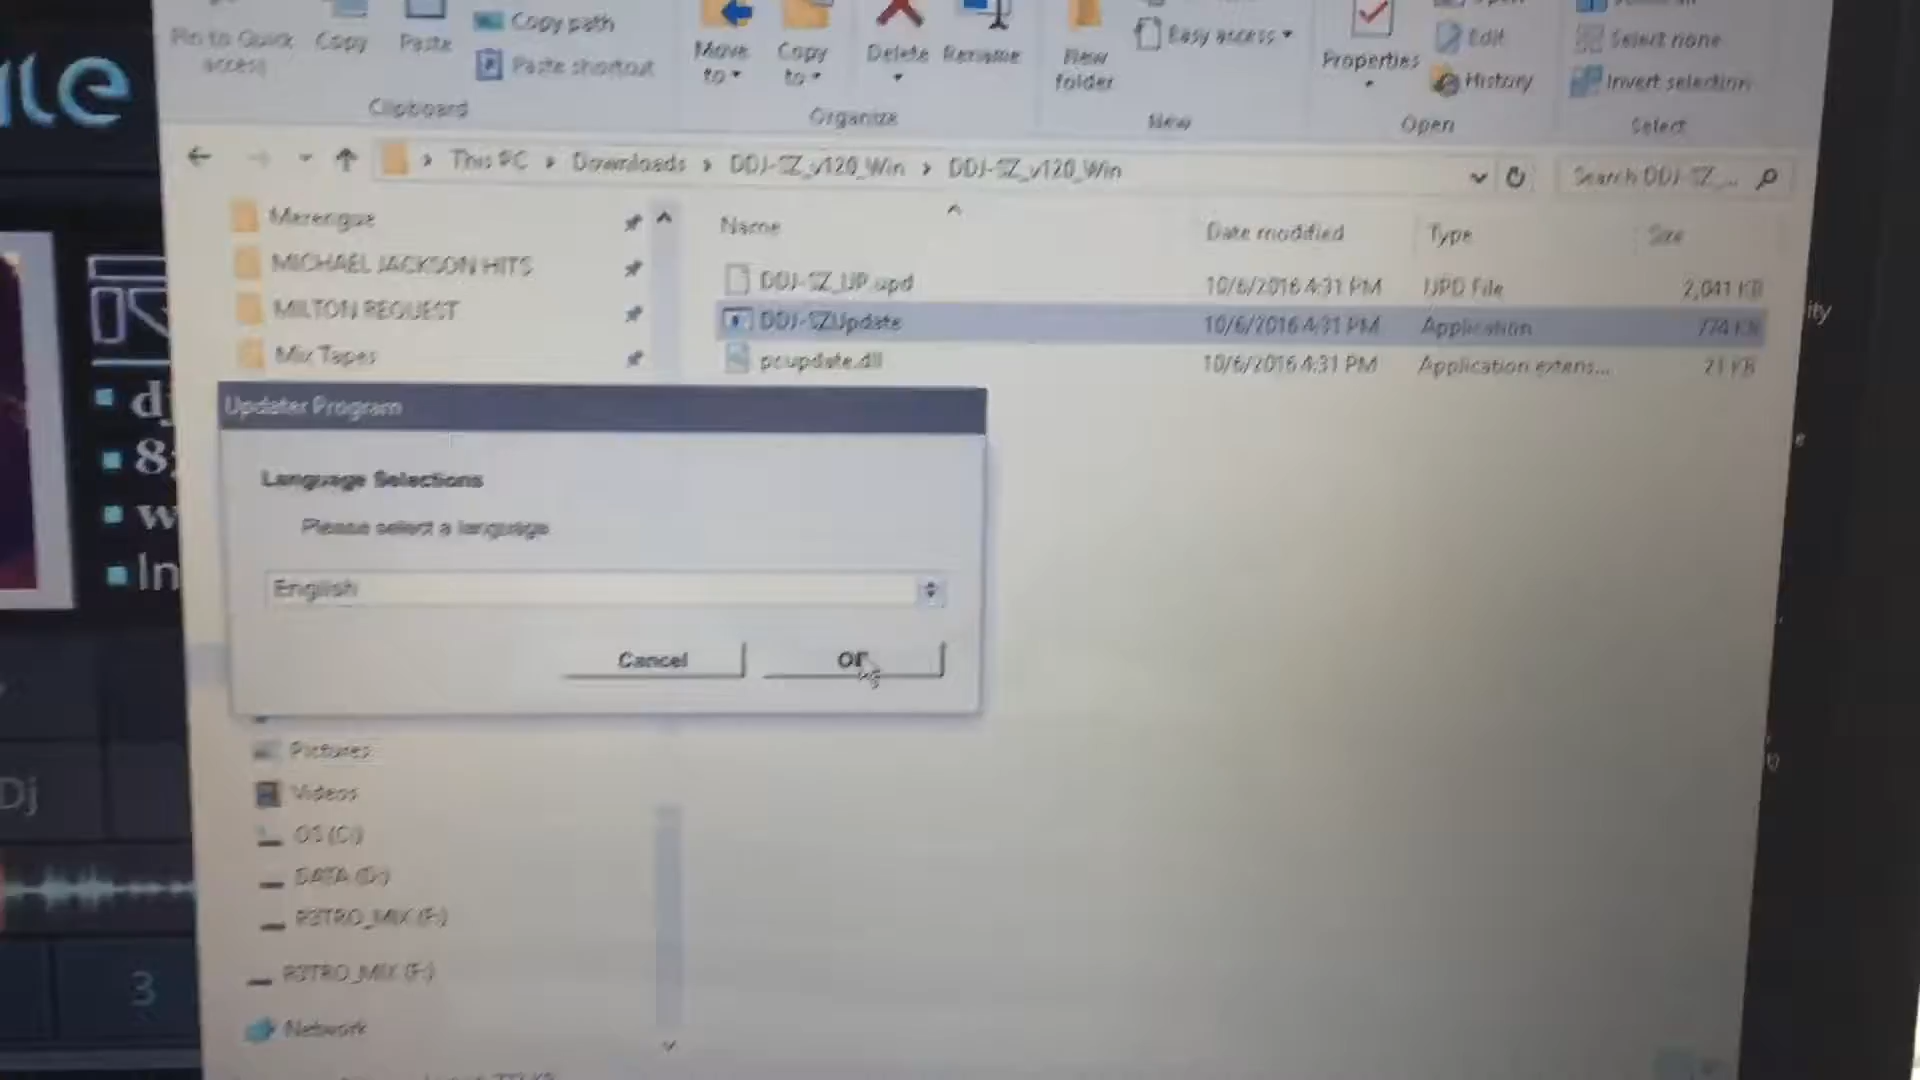 Pin to Quick access
Copy
Paste
Copy path
Paste shortcut
Clipboard
Move to
Copy to
Delete
Rename
Organize
New folder
Easy access
New
Properties
Edit
History
Open
Select none
Invert selection
Select
This PC > Downloads > DDJ-SZ_v120_Win > DDJ-SZ_v120_Win
Search DDJ-SZ_...
Name
Date modified
Type
Size
DDJ-SZ_UP.upd
10/6/2016 4:31 PM
UPD File
2,041 KB
DDJ-SZUpdate
10/6/2016 4:31 PM
Application
774 KB
pcupdate.dll
10/6/2016 4:31 PM
Application extens...
21 KB
Merengue
MICHAEL JACKSON HITS
MILTON REQUEST
Mix Tapes
Updater Program
Language Selections
Please select a language
English
Cancel
OK
Pictures
Videos
OS (C:)
DATA (D:)
R3TRO_MIX (F:)
R3TRO_MIX (F:)
Network
Dj
3
ity